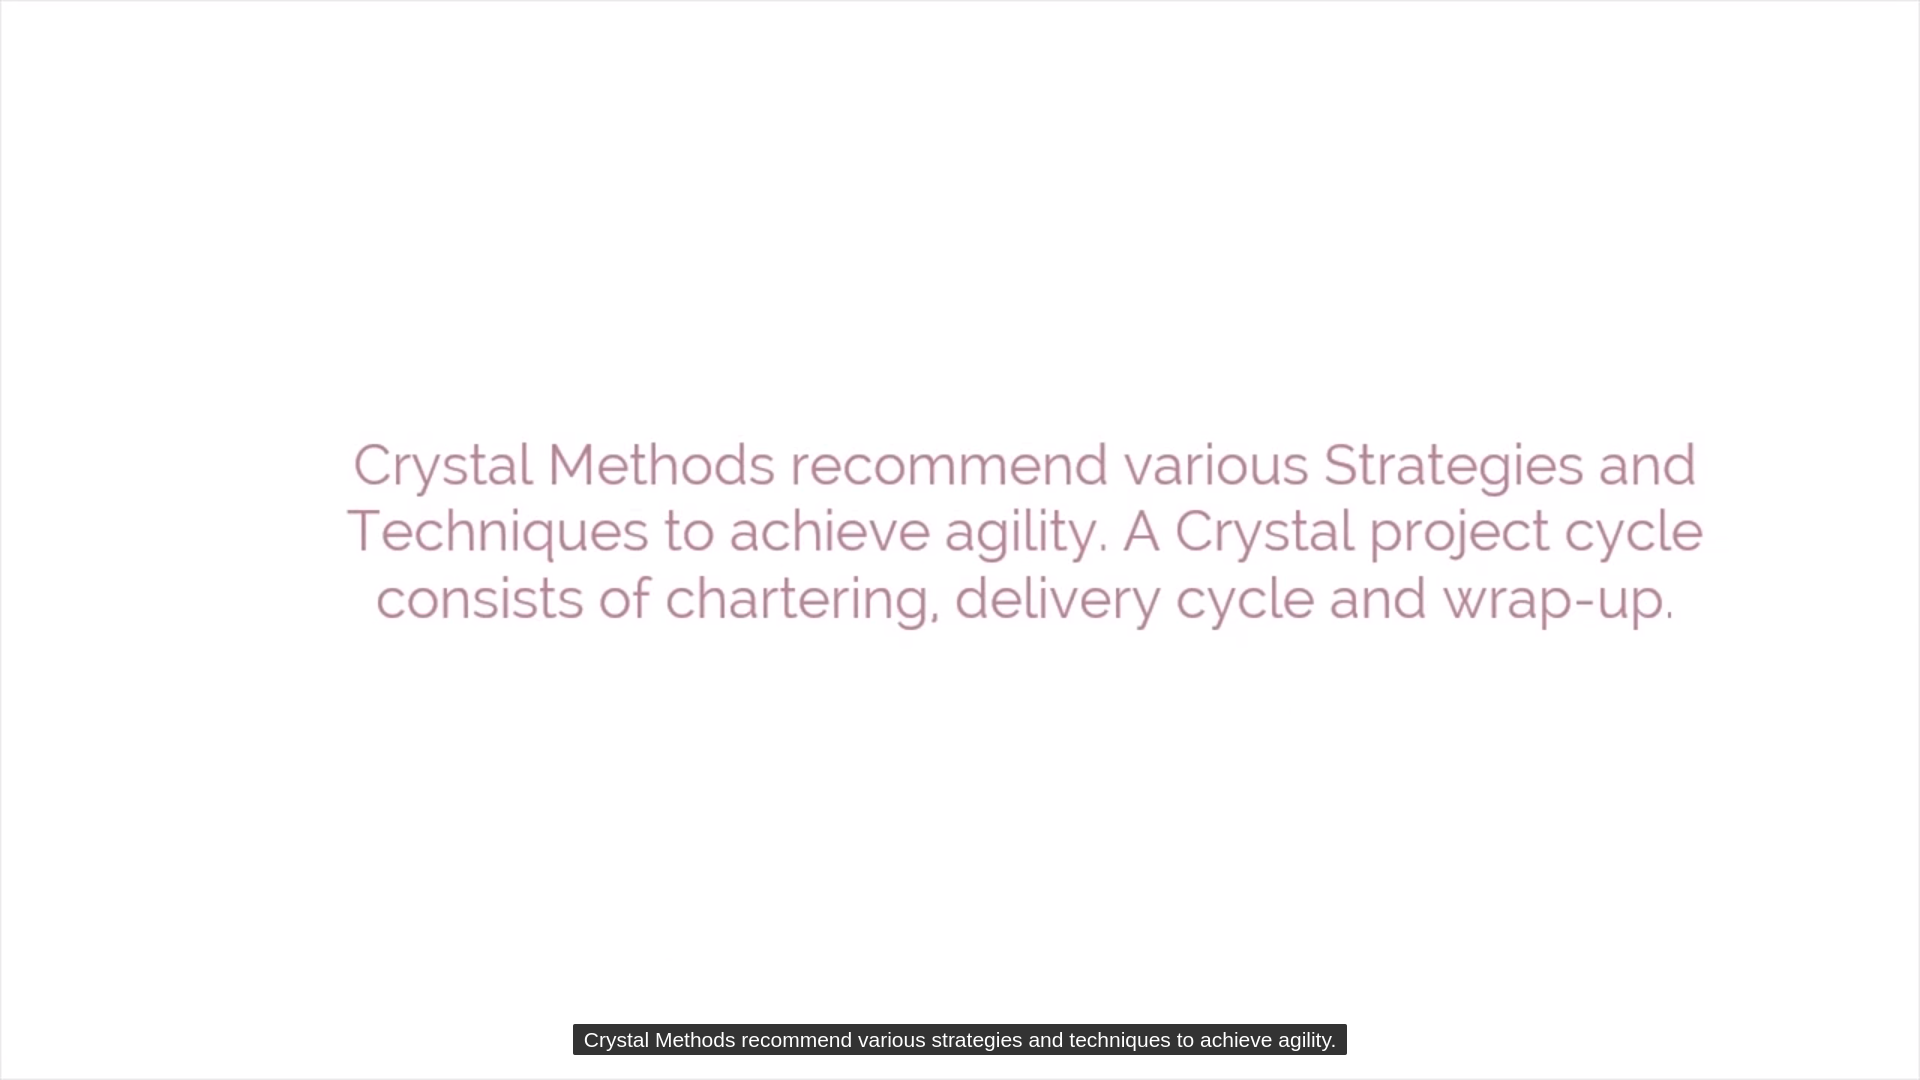 Crystal Methods recommend various Strategies and
Techniques to achieve agility. A Crystal project cycle
consists of chartering, delivery cycle and wrap-up.
Crystal Methods recommend various strategies and techniques to achieve agility.